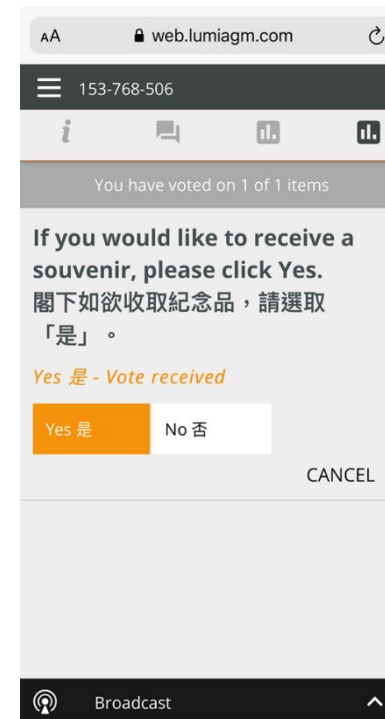 AA web.lumiagm.com
153-768-506
You have voted on 1 of 1 items
If you would like to receive a
souvenir, please click Yes.
閣下如欲收取紀念品，請選取
「是」。
Yes 是 - Vote received
Yes 是 No 否
CANCEL
Broadcast